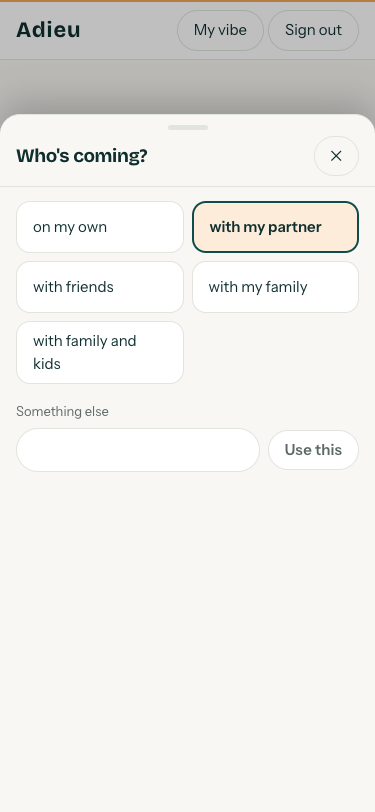 Adieu
My vibe
Sign out
Who's coming?
on my own
with my partner
with friends
with my family
with family and
kids
Something else
Use this